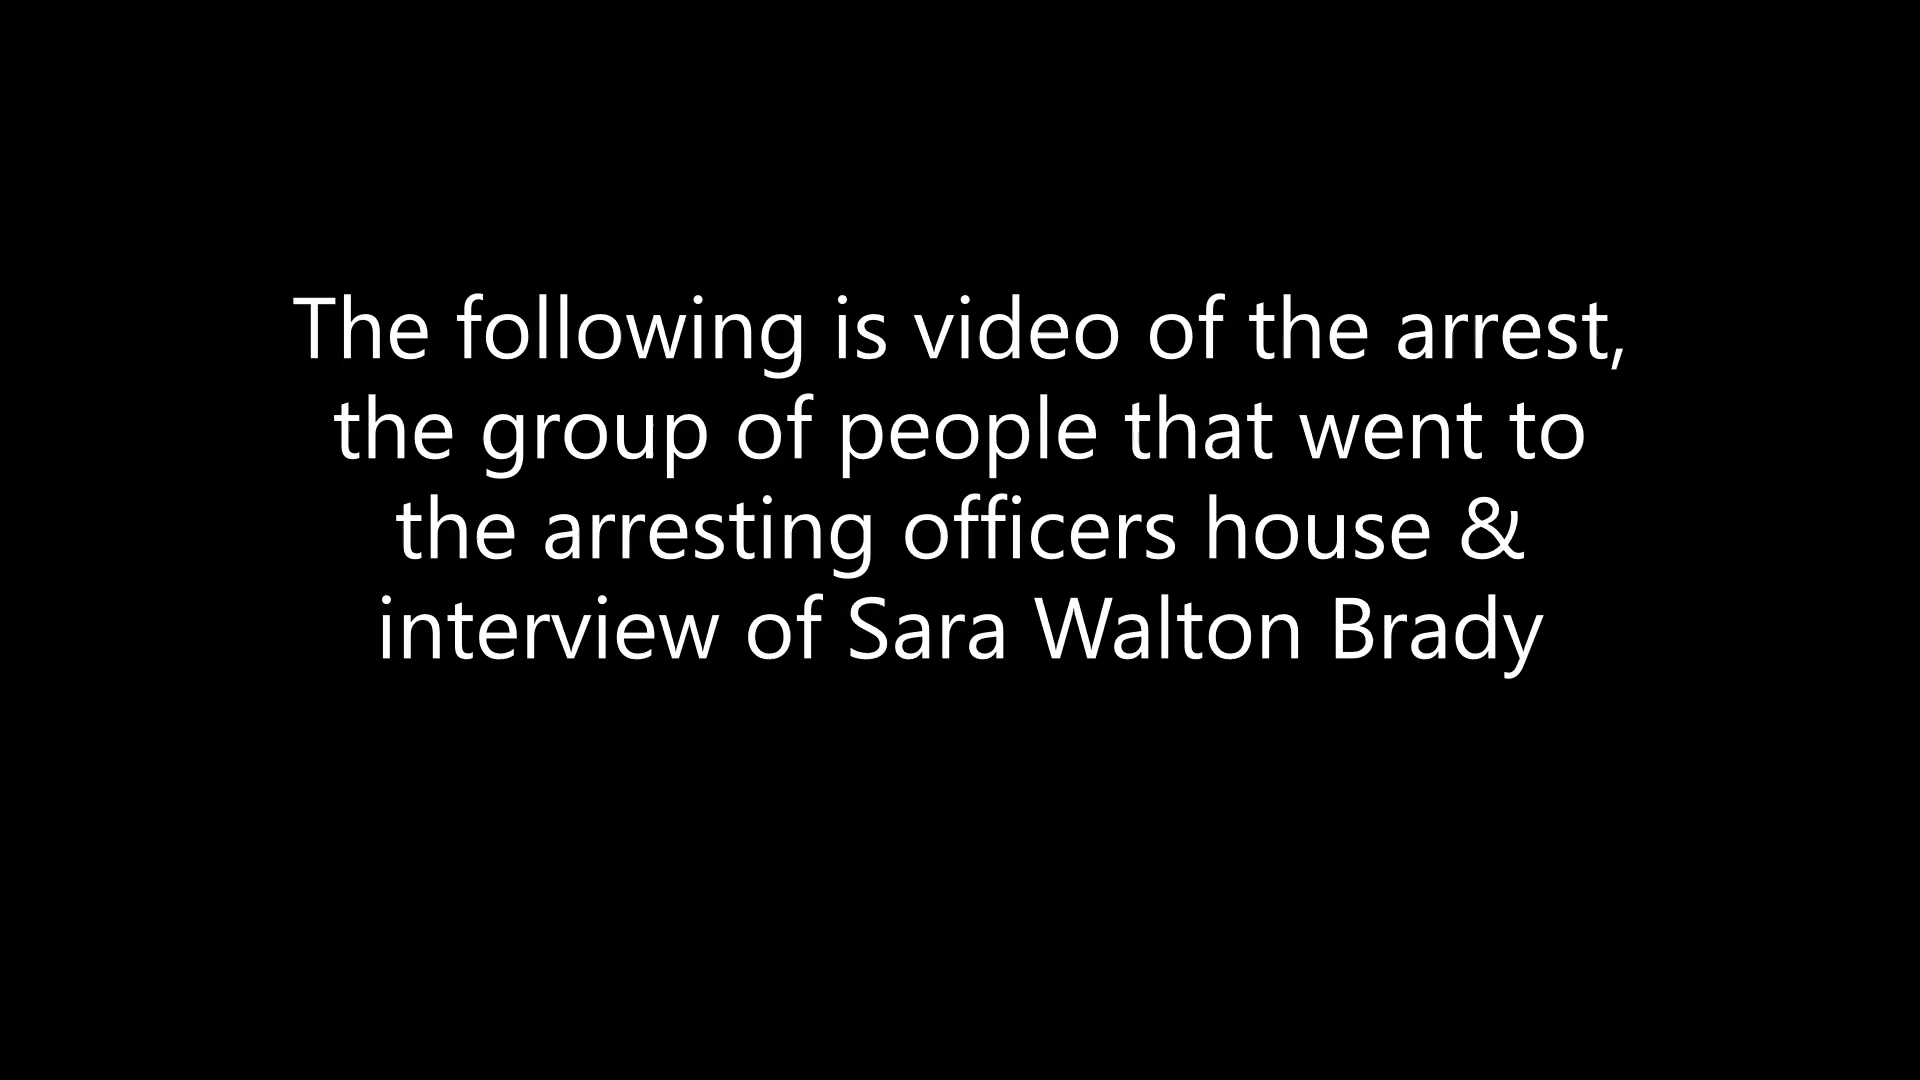 The following is video of the arrest,
the group of people that went to
the arresting officers house &
interview of Sara Walton Brady